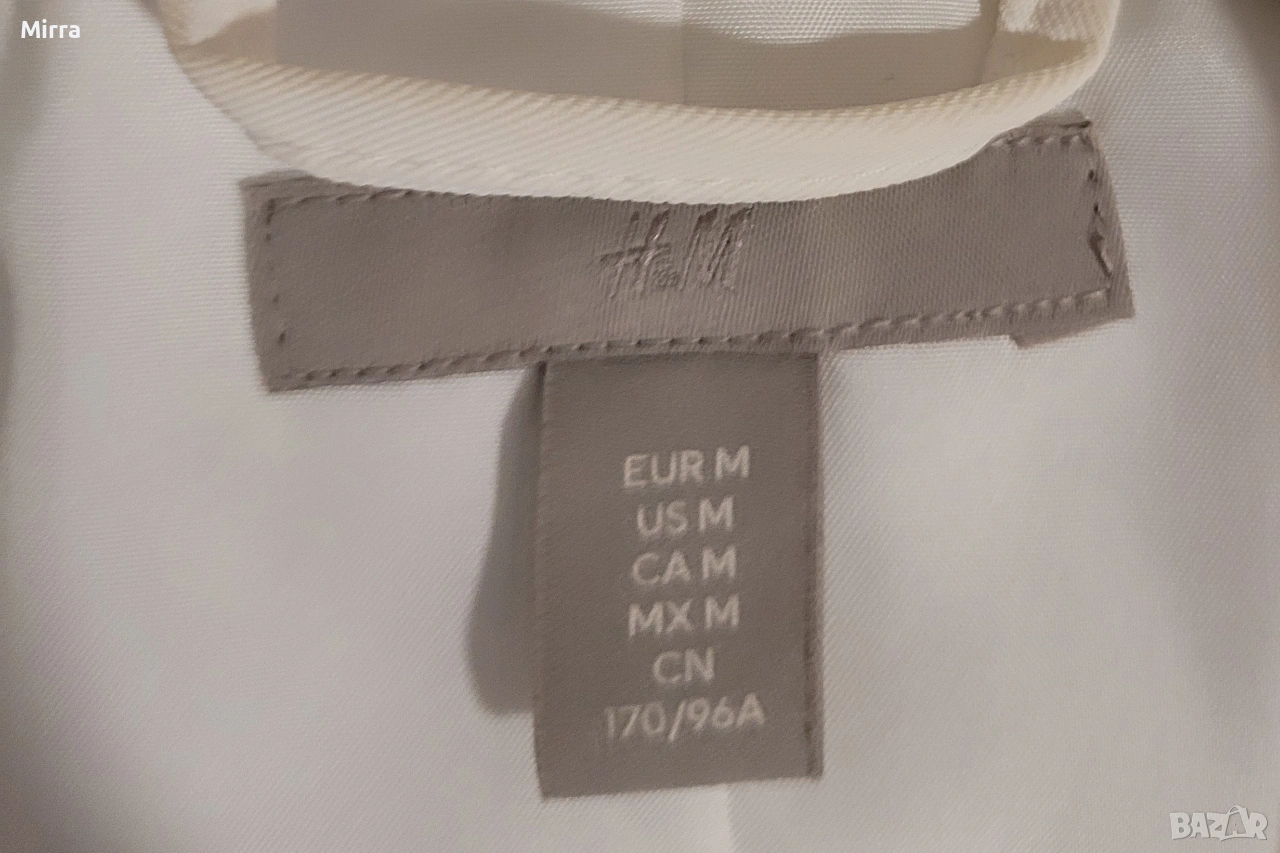 Mirra
H&M
EUR M
US M
CA M
MX M
CN
170/96A
BAZAR